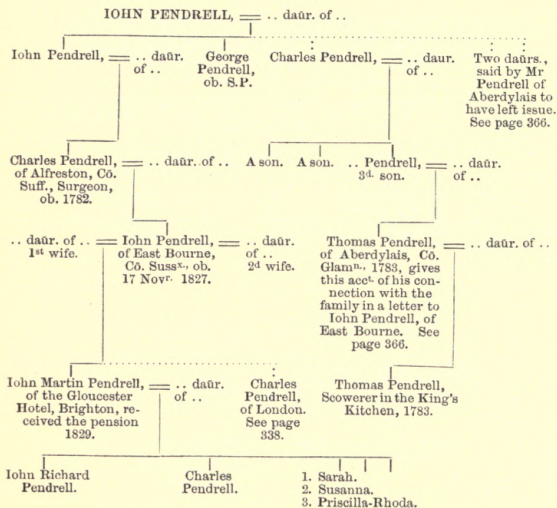 IOHN PENDRELL, == .. daur. of ..
Iohn Pendrell, == .. daur. of ..
George Pendrell, ob. S.P.
Charles Pendrell, == .. daur. of ..
Two daūrs., said by Mr Pendrell of Aberdylais to have left issue. See page 366.
Charles Pendrell, of Alfreston, Cō. Suff., Surgeon, ob. 1782. == .. daūr. of ..
A son.
A son.
.. Pendrell, 3d. son. == .. daūr. of ..
.. daūr. of .. 1st wife. == Iohn Pendrell, of East Bourne, Cō. Sussx., ob. 17 Novr. 1827. == .. daūr. of .. 2d wife.
Thomas Pendrell, of Aberdylais, Cō. Glamn., 1783, gives this acct. of his connection with the family in a letter to Iohn Pendrell, of East Bourne. See page 366. == .. daūr. of ..
Iohn Martin Pendrell, of the Gloucester Hotel, Brighton, received the pension 1829. == .. daūr. of ..
Charles Pendrell, of London. See page 338.
Thomas Pendrell, Scowerer in the King's Kitchen, 1783.
Iohn Richard Pendrell.
Charles Pendrell.
1. Sarah.
2. Susanna.
3. Priscilla-Rhoda.